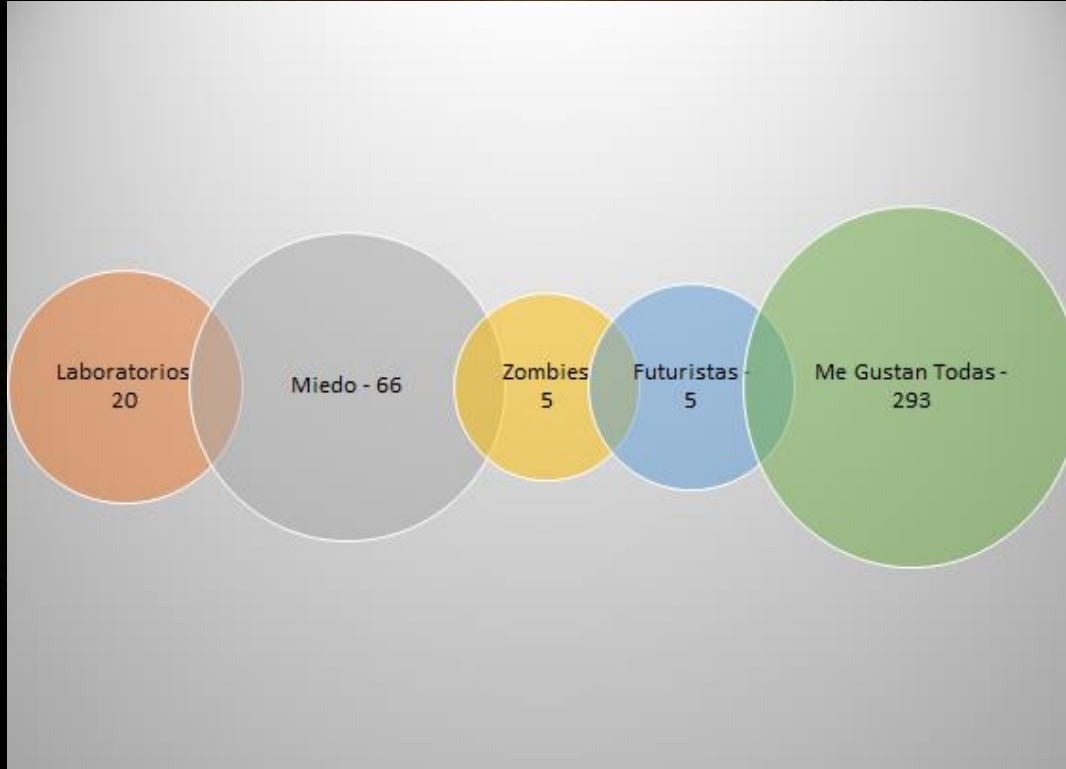 Laboratorios
20
Miedo - 66
Zombies
5
Futuristas -
5
Me Gustan Todas -
293